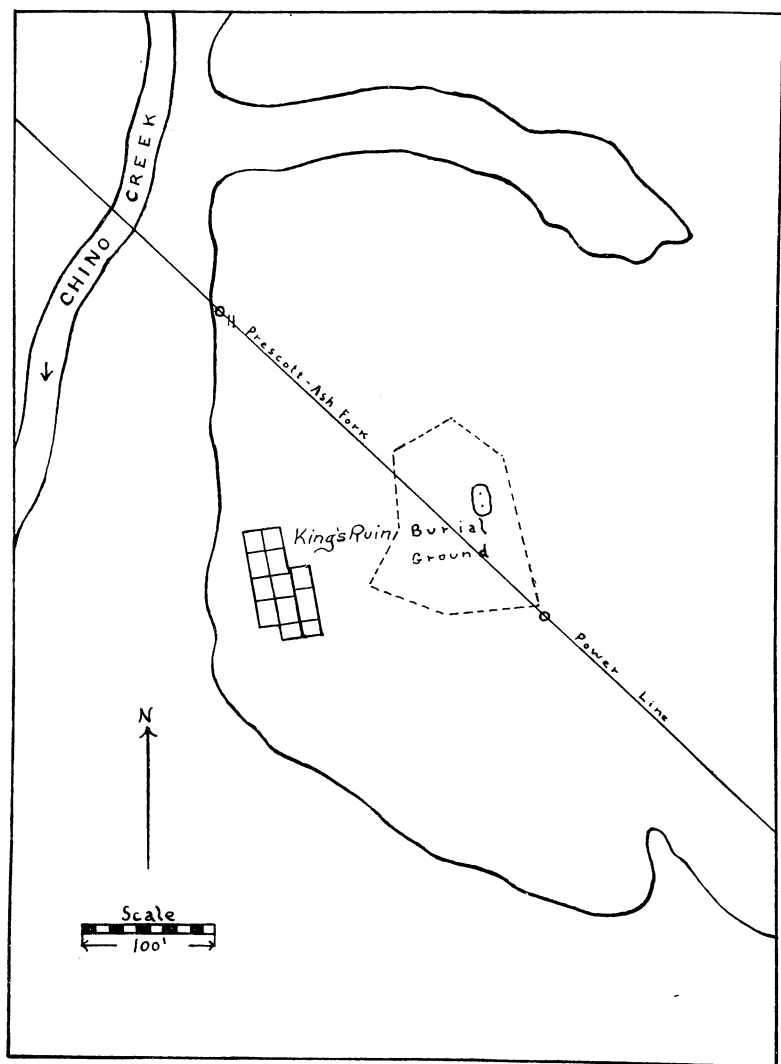 CHINO CREEK
Prescott-Ash Fork
King's Ruin
Burial
Ground
Power Line
N
Scale
100'